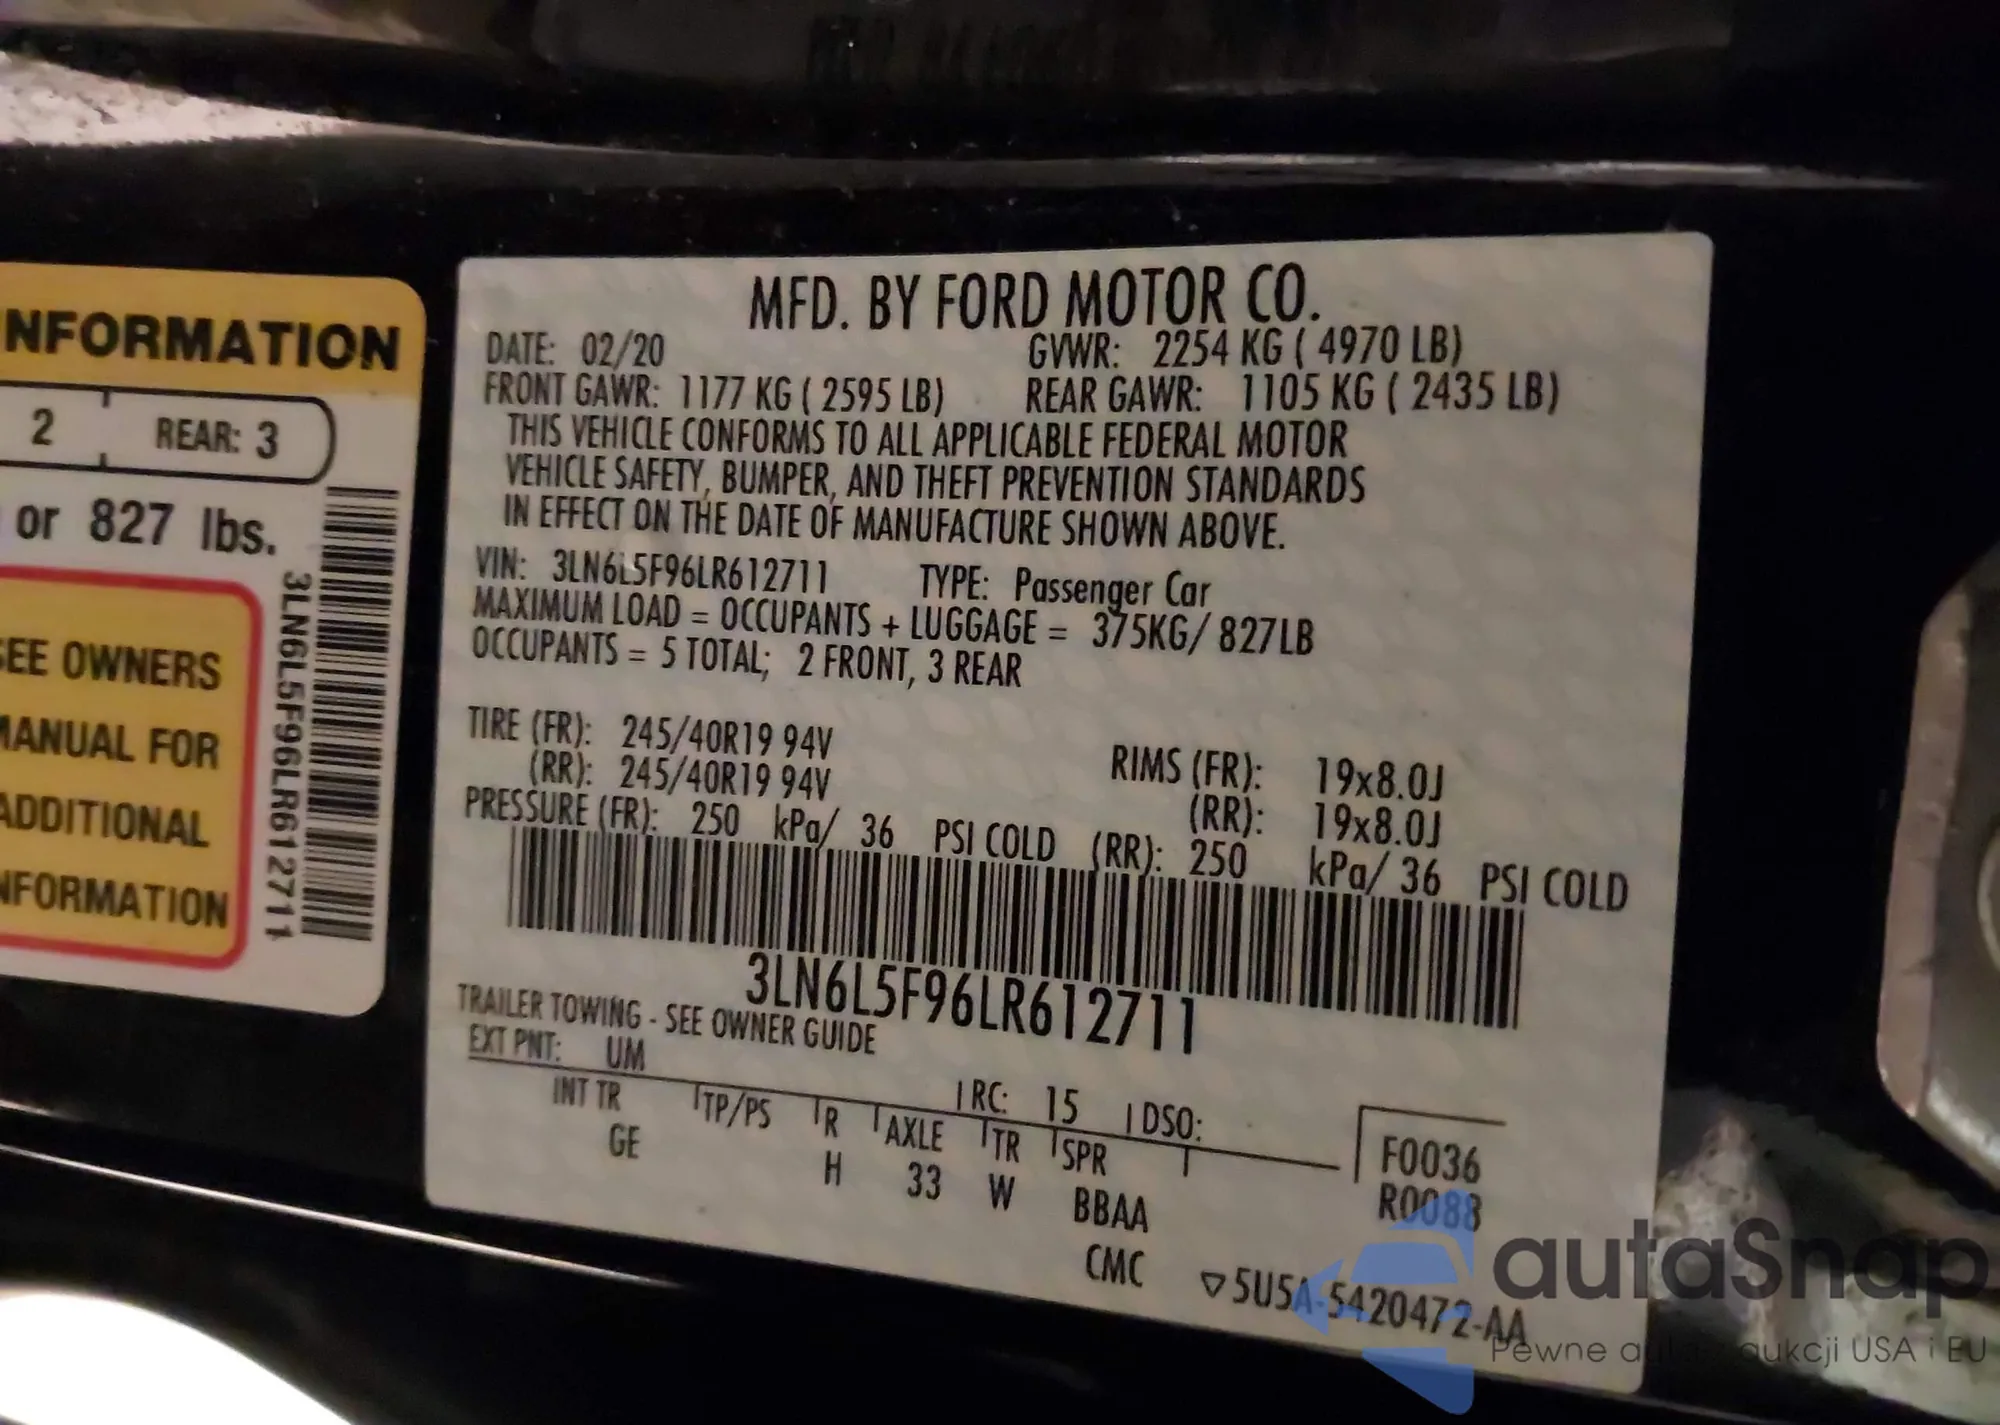 NFORMATION
2 REAR: 3
or 827 lbs.
SEE OWNERS
MANUAL FOR
ADDITIONAL
NFORMATION
3LN6L5F96LR612711
MFD. BY FORD MOTOR CO.
DATE: 02/20 GVWR: 2254 KG ( 4970 LB)
FRONT GAWR: 1177 KG ( 2595 LB) REAR GAWR: 1105 KG ( 2435 LB)
THIS VEHICLE CONFORMS TO ALL APPLICABLE FEDERAL MOTOR
VEHICLE SAFETY, BUMPER, AND THEFT PREVENTION STANDARDS
IN EFFECT ON THE DATE OF MANUFACTURE SHOWN ABOVE.
VIN: 3LN6L5F96LR612711 TYPE: Passenger Car
MAXIMUM LOAD = OCCUPANTS + LUGGAGE = 375KG/ 827LB
OCCUPANTS = 5 TOTAL; 2 FRONT, 3 REAR
TIRE (FR): 245/40R19 94V RIMS (FR): 19x8.0J
(RR): 245/40R19 94V (RR): 19x8.0J
PRESSURE (FR): 250 kPa/ 36 PSI COLD (RR): 250 kPa/ 36 PSI COLD
3LN6L5F96LR612711
TRAILER TOWING - SEE OWNER GUIDE
EXT PNT: UM RC: 15 DSO:
INT TR TP/PS R AXLE TR SPR F0036
GE H 33 W BBAA R0088
CMC ▽5U5A-5420472-AA
autaSnap
Pewne auta z aukcji USA i EU